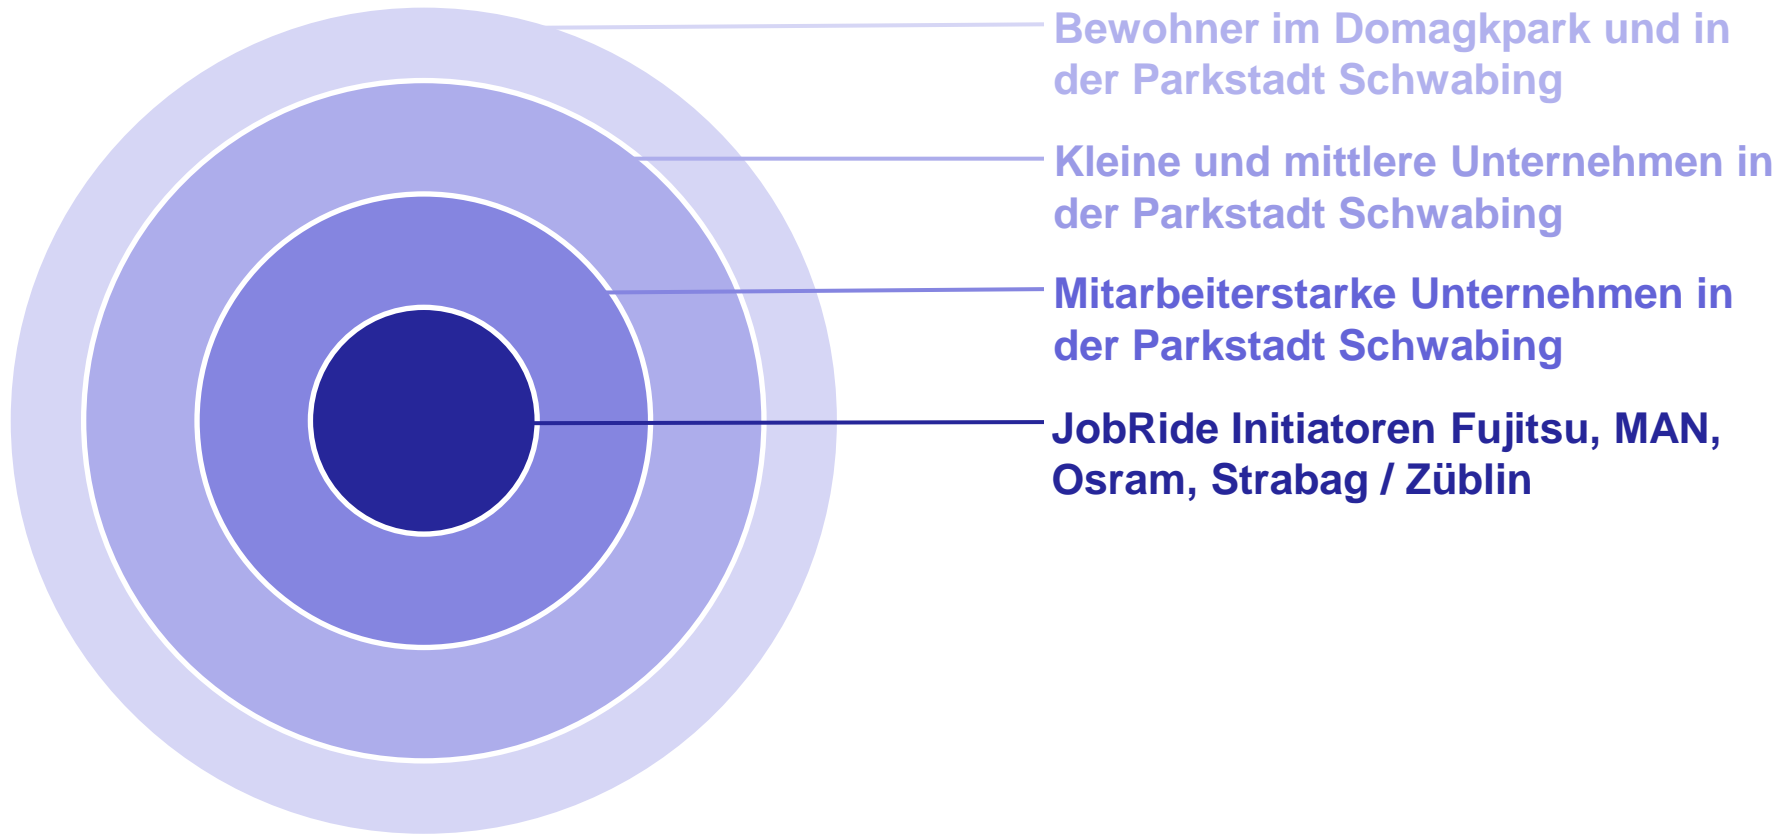 Bewohner im Domagkpark und in
der Parkstadt Schwabing
Kleine und mittlere Unternehmen in
der Parkstadt Schwabing
Mitarbeiterstarke Unternehmen in
der Parkstadt Schwabing
JobRide Initiatoren Fujitsu, MAN,
Osram, Strabag / Züblin